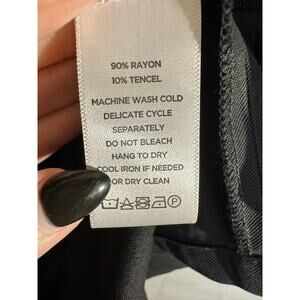 90% RAYON
10% TENCEL
MACHINE WASH COLD
DELICATE CYCLE
SEPARATELY
DO NOT BLEACH
HANG TO DRY
COOL IRON IF NEEDED
OR DRY CLEAN